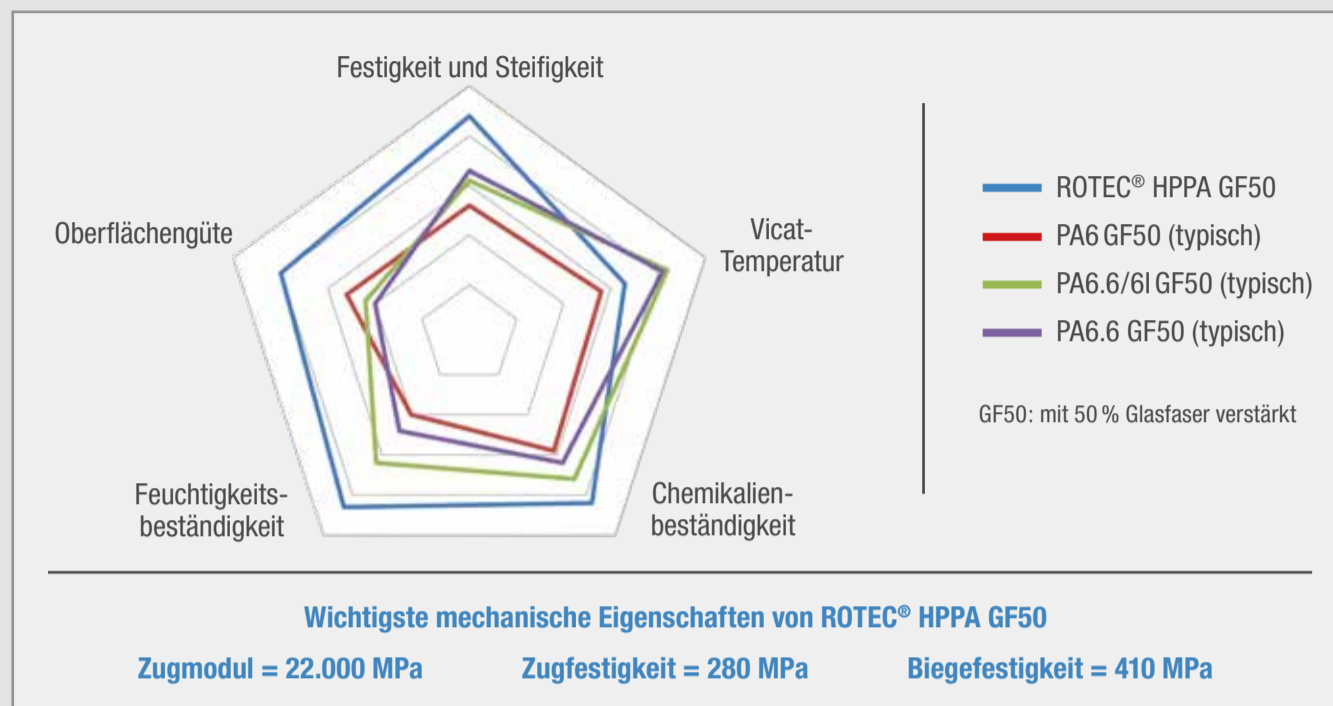 Festigkeit und Steifigkeit
Oberflächengüte
Vicat-
Temperatur
Feuchtigkeits-
beständigkeit
Chemikalien-
beständigkeit
ROTEC® HPPA GF50
PA6 GF50 (typisch)
PA6.6/6I GF50 (typisch)
PA6.6 GF50 (typisch)
GF50: mit 50 % Glasfaser verstärkt
Wichtigste mechanische Eigenschaften von ROTEC® HPPA GF50
Zugmodul = 22.000 MPa Zugfestigkeit = 280 MPa Biegefestigkeit = 410 MPa